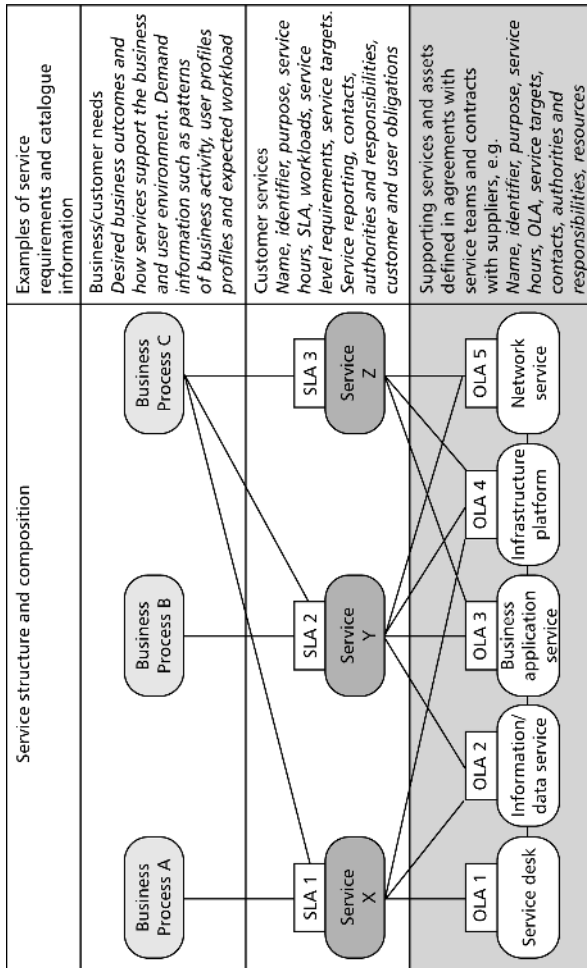 Service structure and composition
Examples of service
requirements and catalogue
information
Business
Process A
Business
Process B
Business
Process C
Business/customer needs
Desired business outcomes and
how services support the business
and user environment. Demand
information such as patterns
of business activity, user profiles
profiles and expected workload
SLA 1
Service
X
SLA 2
Service
Y
SLA 3
Service
Z
Customer services
Name, identifier, purpose, service
hours, SLA, workloads, service
level requirements, service targets.
Service reporting, contacts,
authorities and responsibilities,
customer and user obligations
OLA 1
Service desk
OLA 2
Information/
data service
OLA 3
Business
application
service
OLA 4
Infrastructure
platform
OLA 5
Network
service
Supporting services and assets
defined in agreements with
service teams and contracts
with suppliers, e.g.
Name, identifier, purpose, service
hours, OLA, service targets,
contacts, authorities and
responsibilities, resources